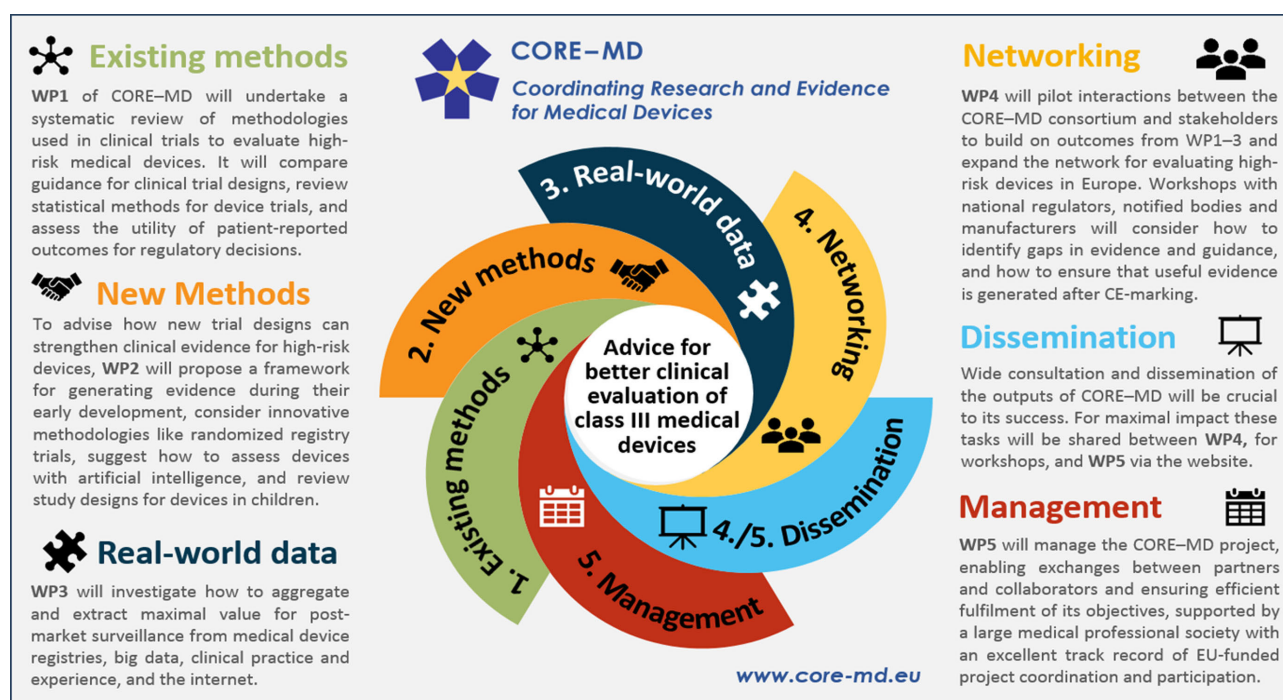 Existing methods
WP1 of CORE–MD will undertake a
systematic review of methodologies
used in clinical trials to evaluate high-
risk medical devices. It will compare
guidance for clinical trial designs, review
statistical methods for device trials, and
assess the utility of patient-reported
outcomes for regulatory decisions.
New Methods
To advise how new trial designs can
strengthen clinical evidence for high-risk
devices, WP2 will propose a framework
for generating evidence during their
early development, consider innovative
methodologies like randomized registry
trials, suggest how to assess devices
with artificial intelligence, and review
study designs for devices in children.
Real-world data
WP3 will investigate how to aggregate
and extract maximal value for post-
market surveillance from medical device
registries, big data, clinical practice and
experience, and the internet.
CORE–MD
Coordinating Research and Evidence
for Medical Devices
1. Existing methods
2. New methods
3. Real-world data
4. Networking
4./5. Dissemination
5. Management
Advice for
better clinical
evaluation of
class III medical
devices
www.core-md.eu
Networking
WP4 will pilot interactions between the
CORE–MD consortium and stakeholders
to build on outcomes from WP1–3 and
expand the network for evaluating high-
risk devices in Europe. Workshops with
national regulators, notified bodies and
manufacturers will consider how to
identify gaps in evidence and guidance,
and how to ensure that useful evidence
is generated after CE-marking.
Dissemination
Wide consultation and dissemination of
the outputs of CORE–MD will be crucial
to its success. For maximal impact these
tasks will be shared between WP4, for
workshops, and WP5 via the website.
Management
WP5 will manage the CORE–MD project,
enabling exchanges between partners
and collaborators and ensuring efficient
fulfilment of its objectives, supported by
a large medical professional society with
an excellent track record of EU-funded
project coordination and participation.